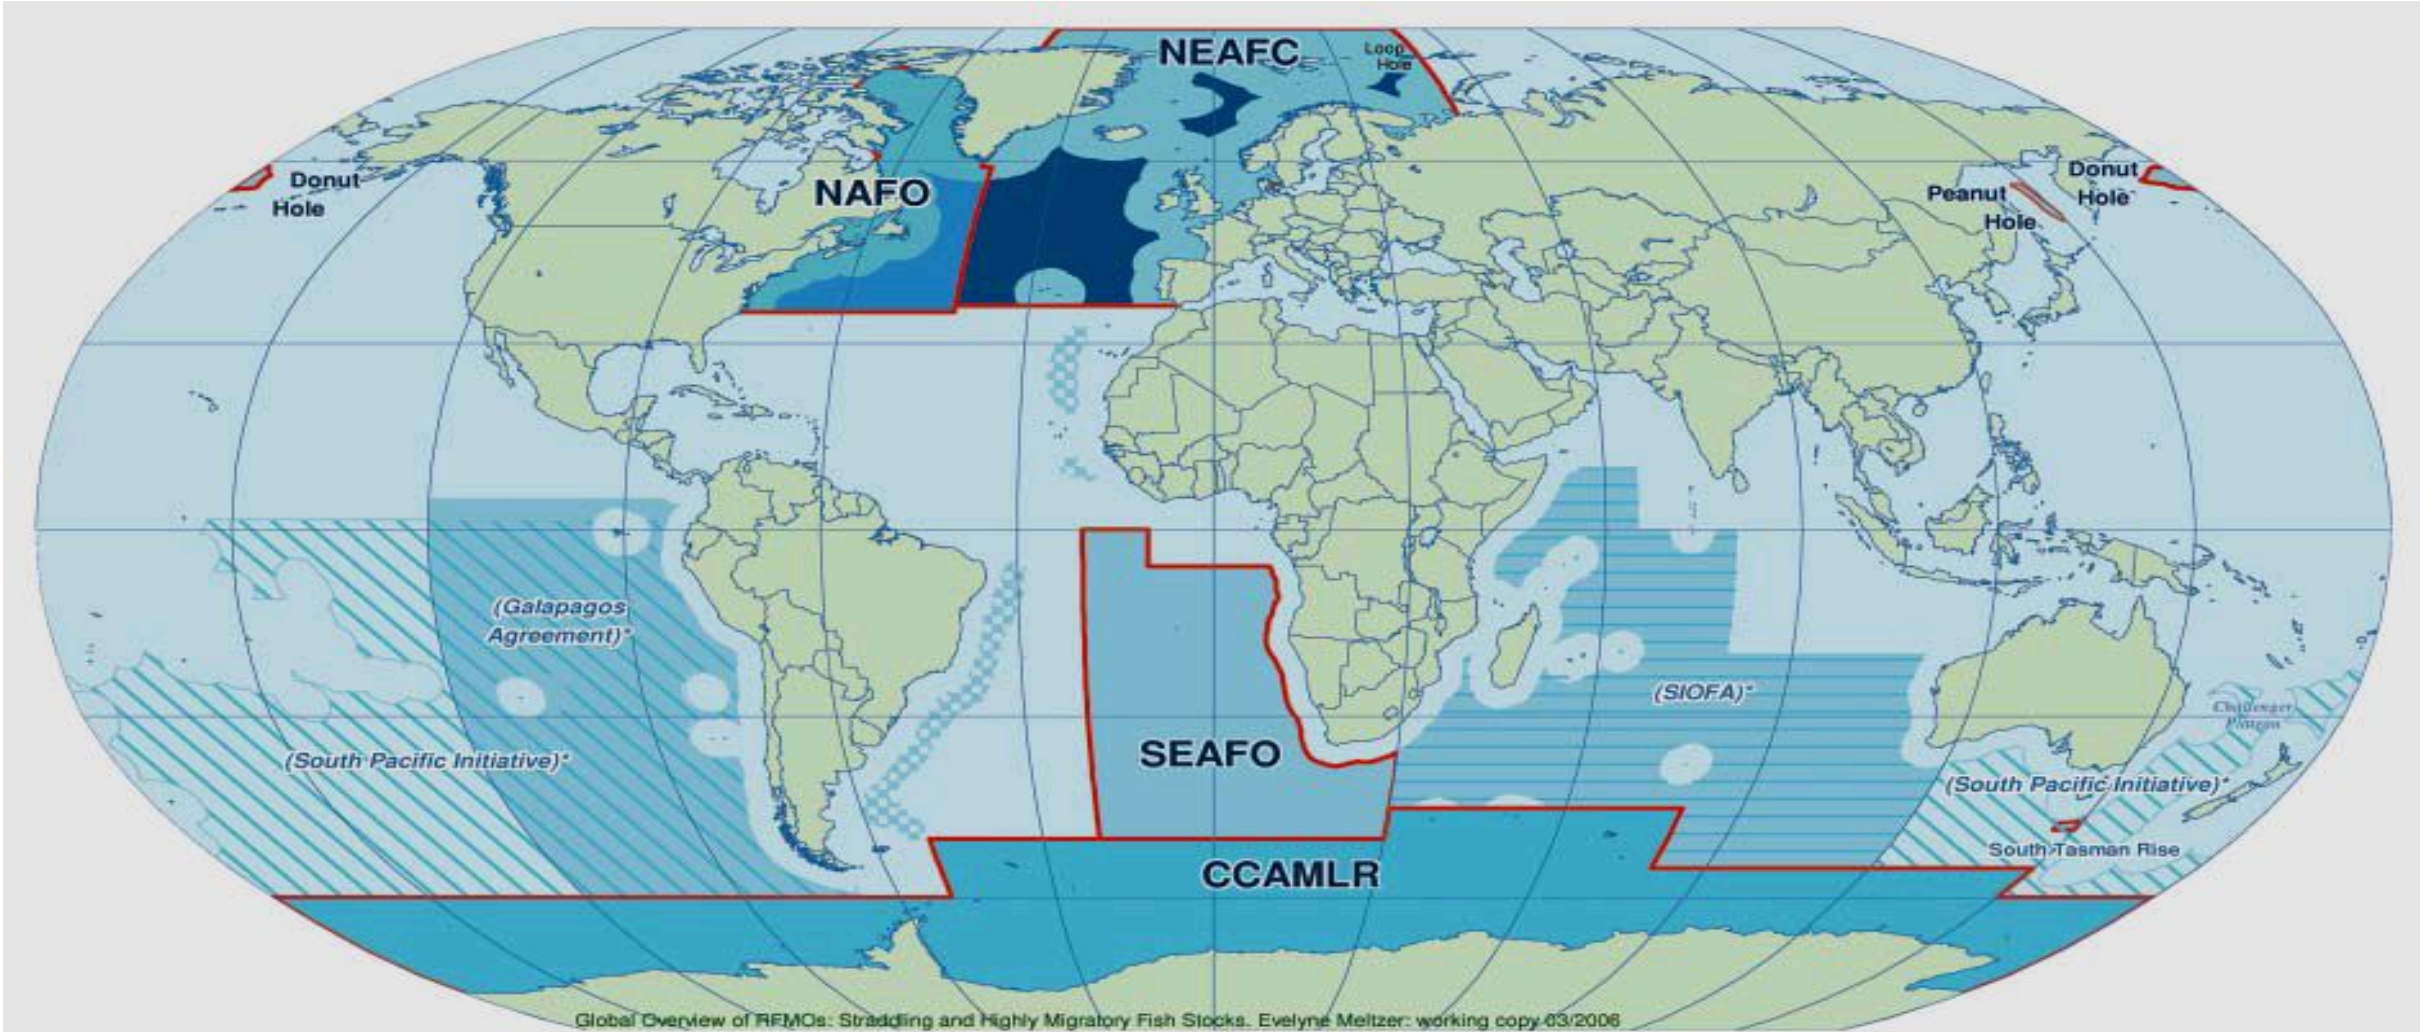 NEAFC
Loop
Hole
Donut
Hole
NAFO
Peanut
Hole
Donut
Hole
(Galapagos
Agreement)*
(SIOFA)*
Challenger
Plateau
(South Pacific Initiative)*
SEAFO
(South Pacific Initiative)*
South Tasman Rise
CCAMLR
Global Overview of RFMOs: Straddling and Highly Migratory Fish Stocks. Evelyne Meltzer: working copy 03/2006